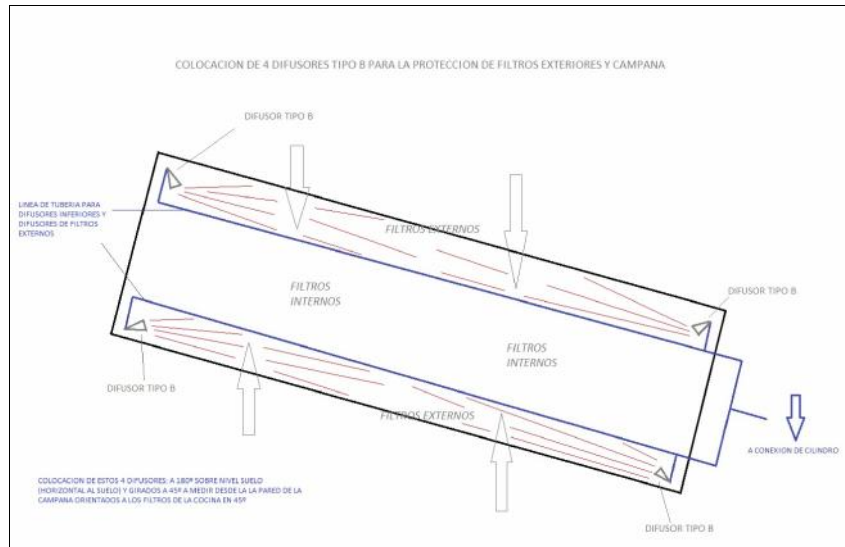 COLOCACION DE 4 DIFUSORES TIPO B PARA LA PROTECCION DE FILTROS EXTERIORES Y CAMPANA
DIFUSOR TIPO B
LINEA DE TUBERIA PARA
DIFUSORES INFERIORES Y
DIFUSORES DE FILTROS
EXTERNOS
FILTROS EXTERNOS
FILTROS
INTERNOS
DIFUSOR TIPO B
FILTROS
INTERNOS
DIFUSOR TIPO B
FILTROS EXTERNOS
A CONEXION DE CILINDRO
COLOCACION DE ESTOS 4 DIFUSORES: A 180º SOBRE NIVEL SUELO
(HORIZONTAL AL SUELO) Y GIRADOS A 45º A MEDIR DESDE LA LA PARED DE LA
CAMPANA ORIENTADOS A LOS FILTROS DE LA COCINA EN 45º
DIFUSOR TIPO B